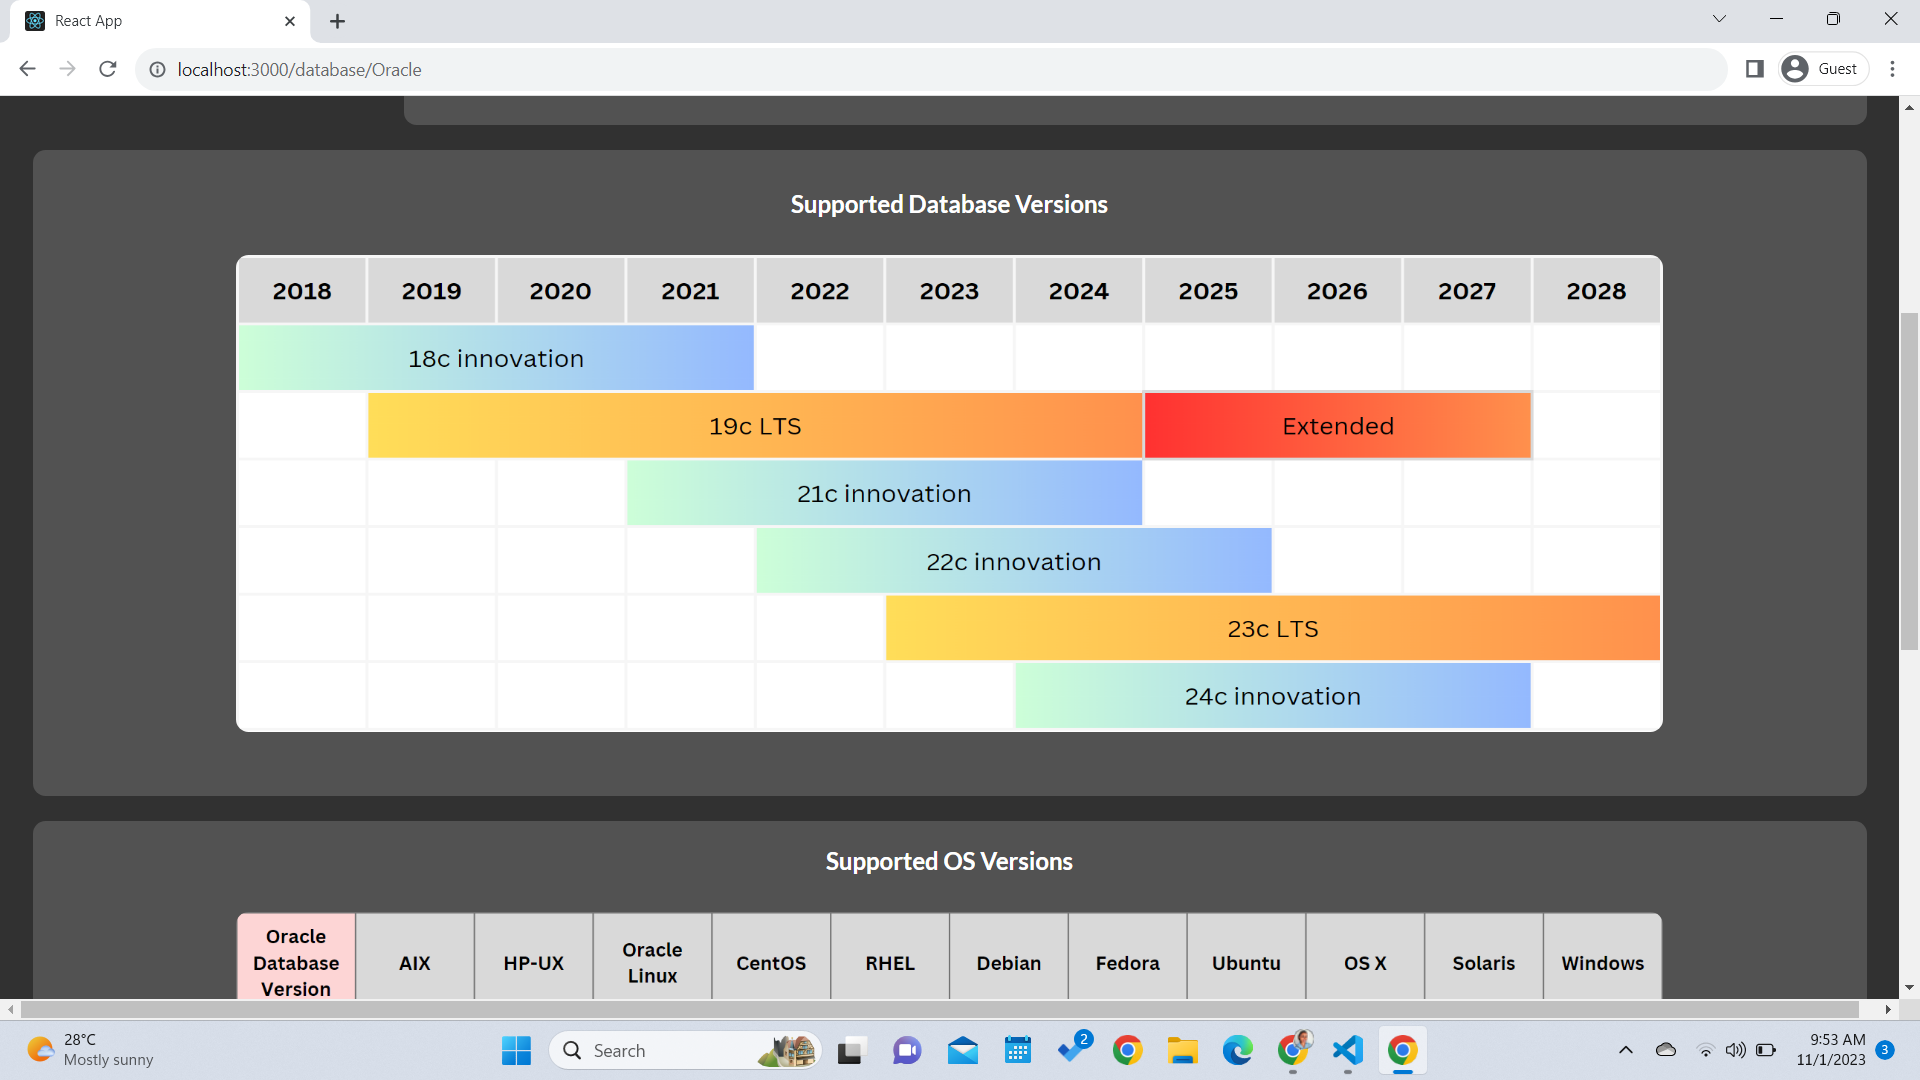 React App
localhost:3000/database/Oracle
Guest
Supported Database Versions
2018 2019 2020 2021 2022 2023 2024 2025 2026 2027 2028
18c innovation
19c LTS Extended
21c innovation
22c innovation
23c LTS
24c innovation
Supported OS Versions
Oracle Database Version AIX HP-UX Oracle Linux CentOS RHEL Debian Fedora Ubuntu OS X Solaris Windows
28°C
Mostly sunny
Search
2
9:53 AM
11/1/2023
3